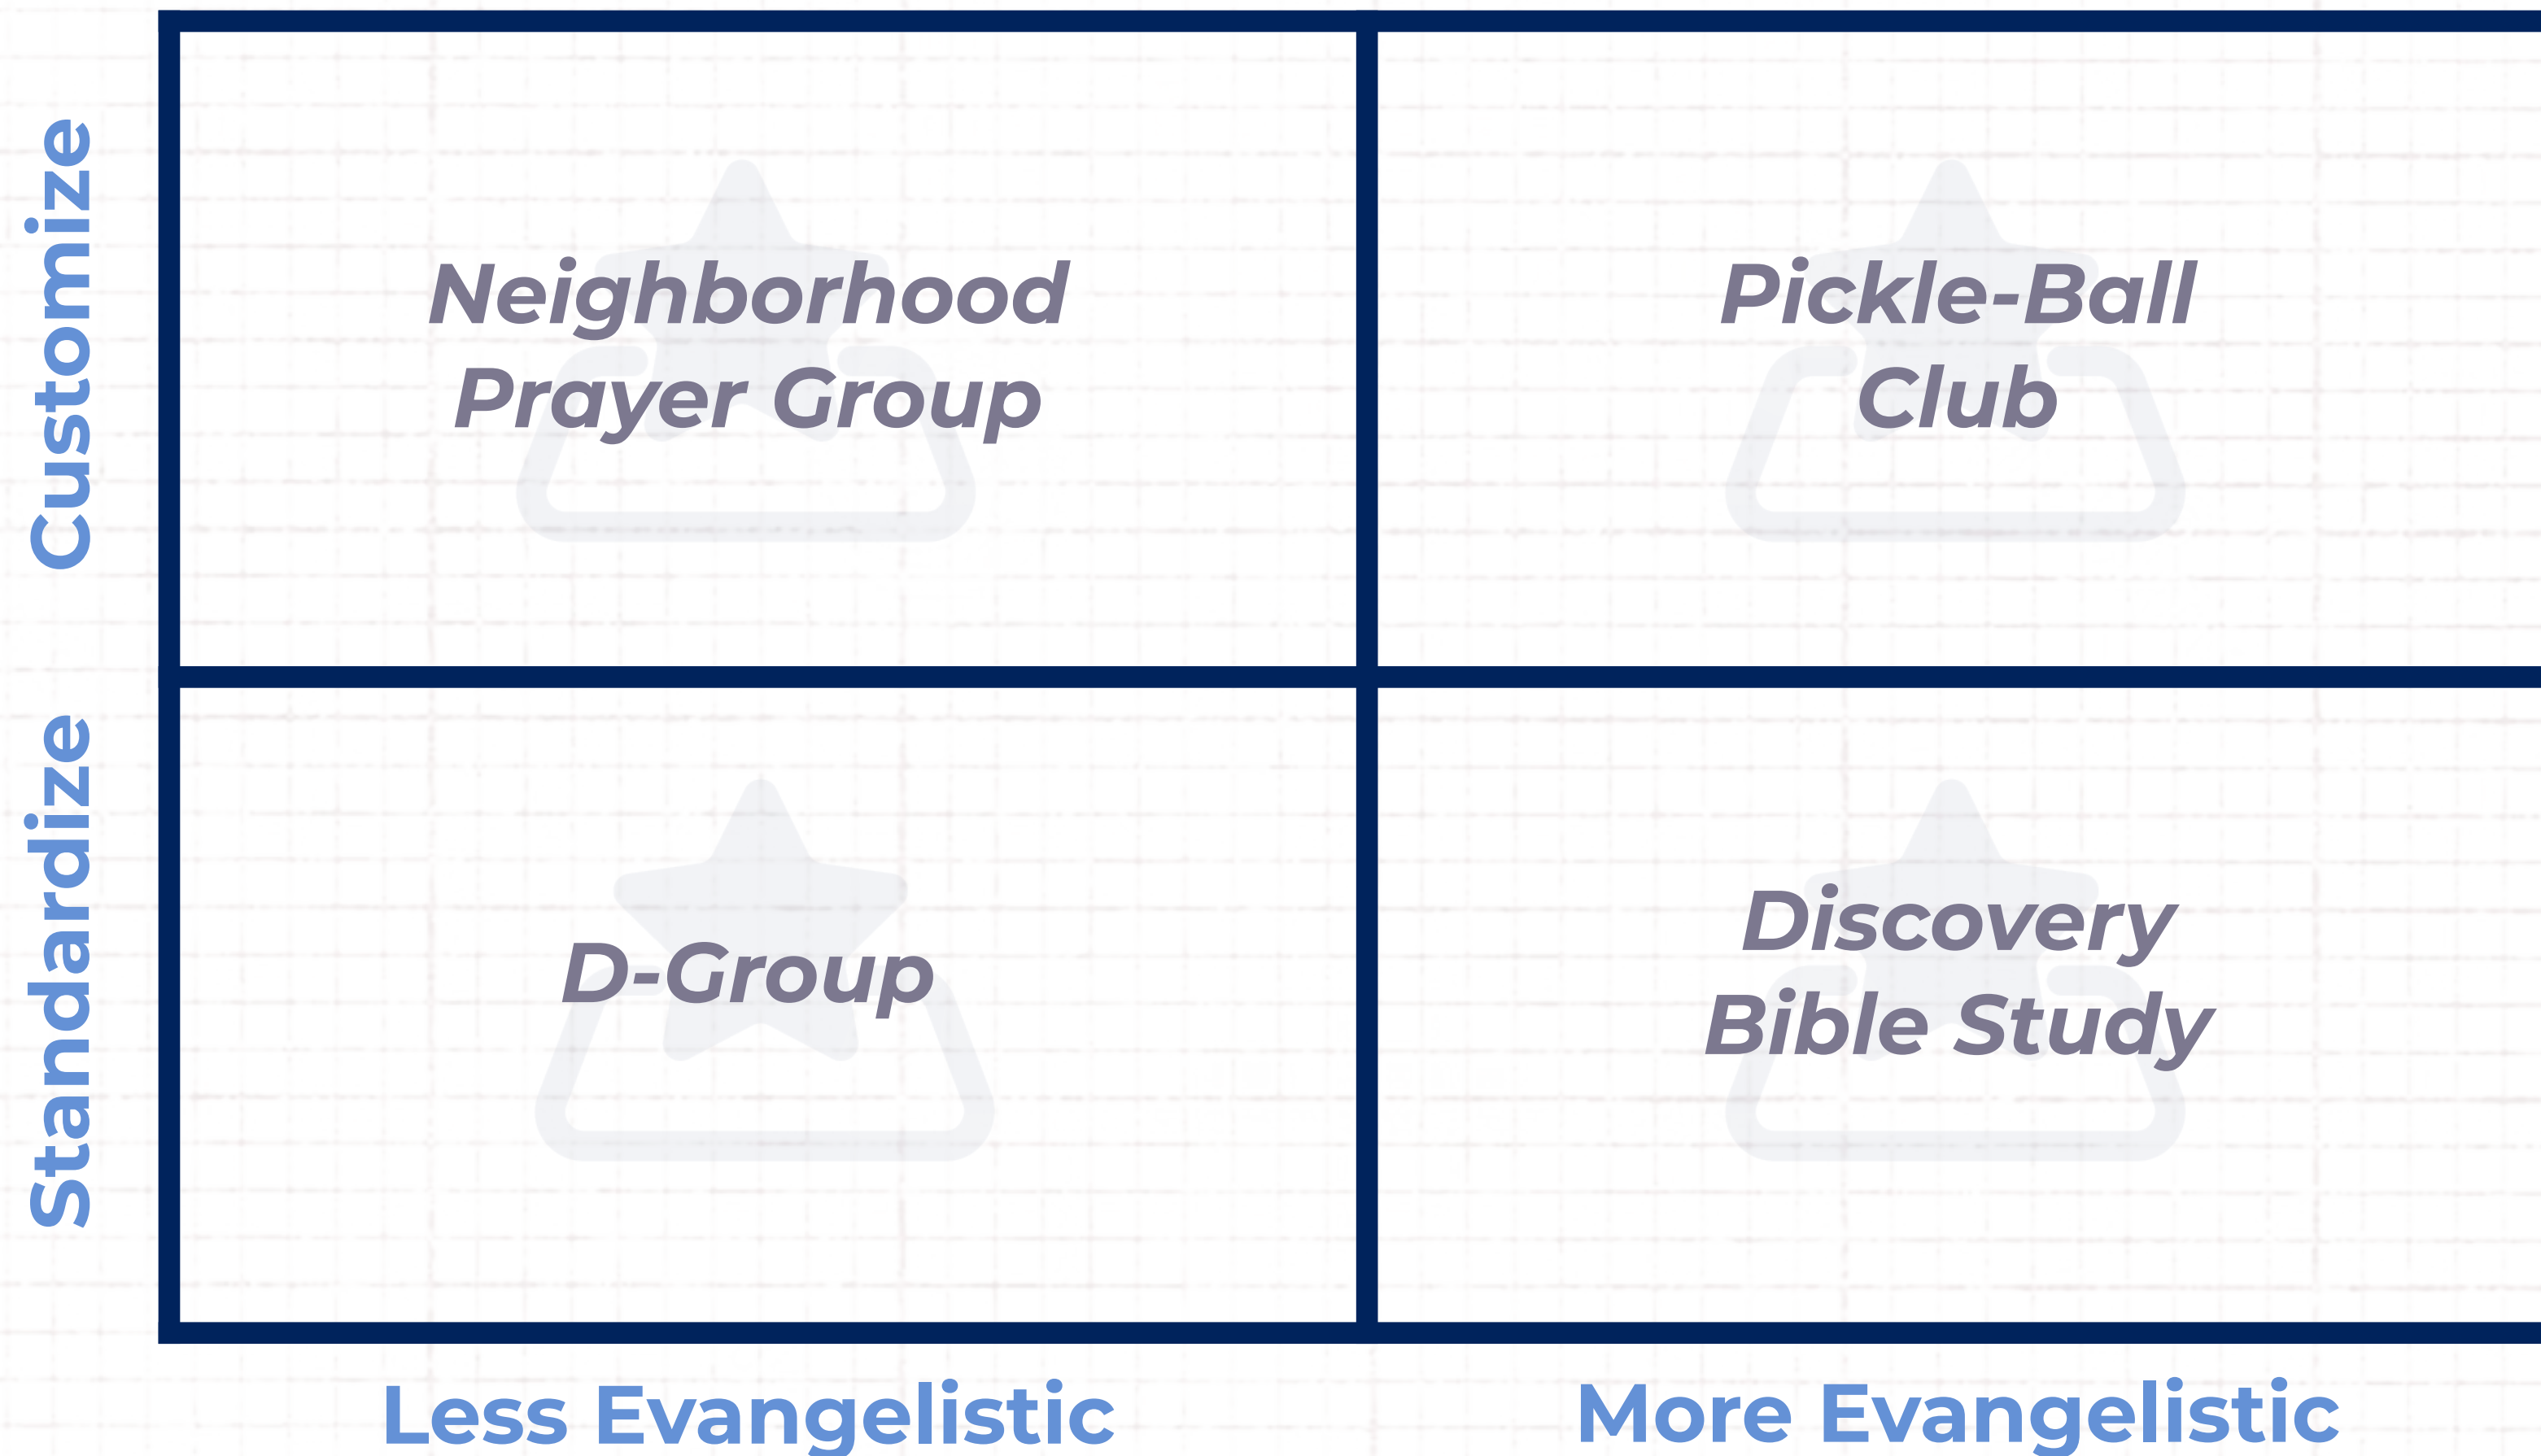 Customize
Neighborhood
Prayer Group
Pickle-Ball
Club
Standardize
D-Group
Discovery
Bible Study
Less Evangelistic
More Evangelistic